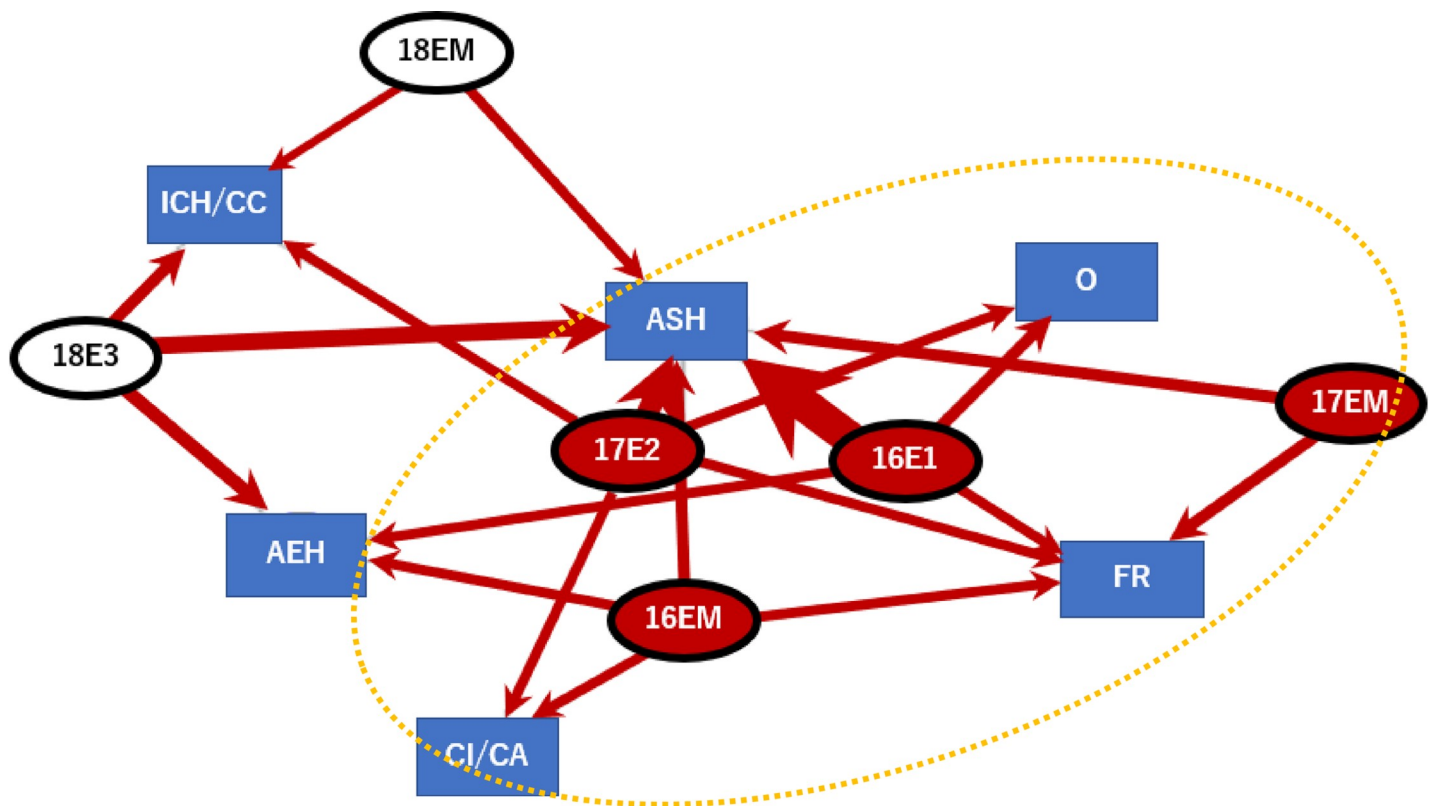 18EM
ICH/CC
O
ASH
18E3
17EM
17E2
16E1
AEH
FR
16EM
CI/CA